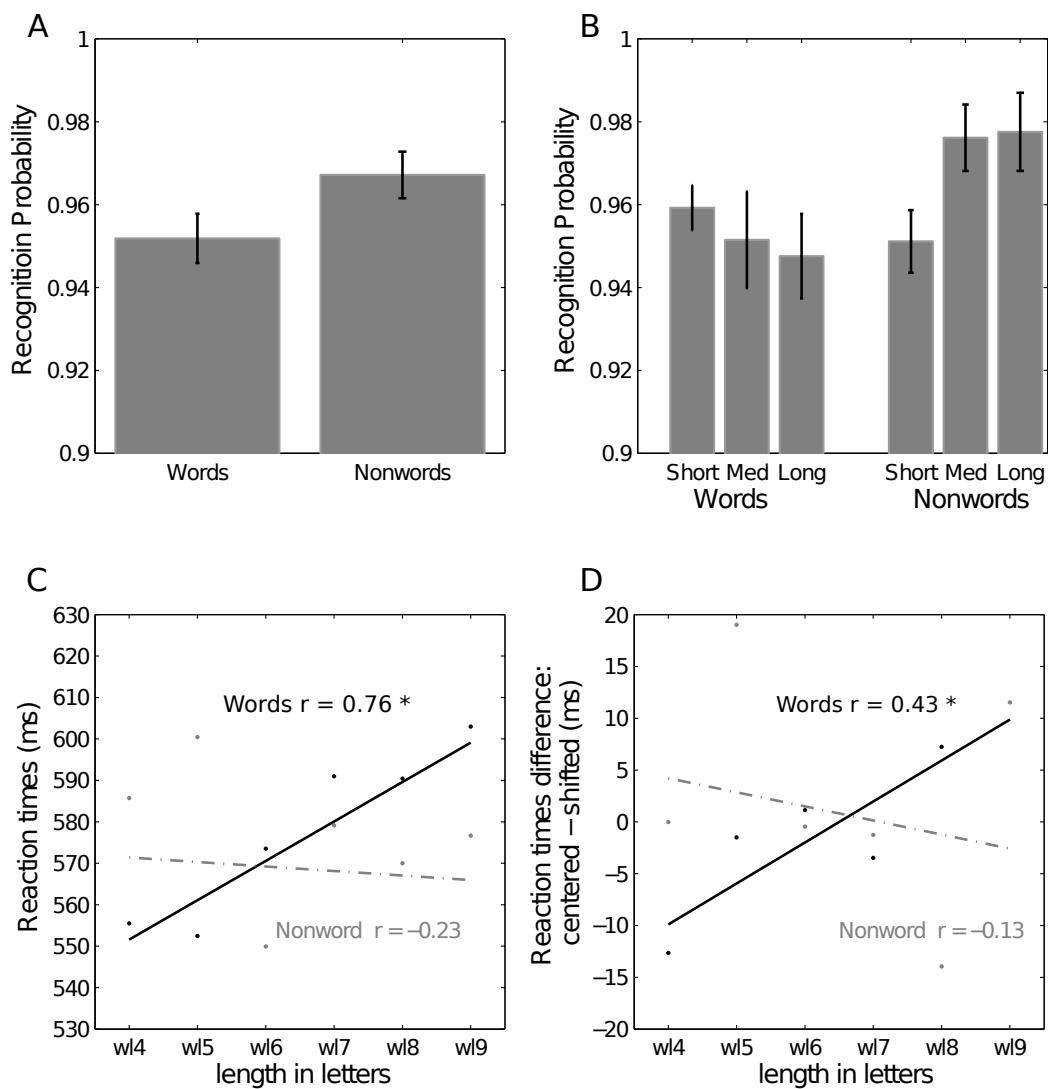 A
B
1
0.98
0.96
0.94
0.92
0.9
Recognitioin Probability
Words
Nonwords
1
0.98
0.96
0.94
0.92
0.9
Recognition Probability
Short Med Long
Words
Short Med Long
Nonwords
C
D
630
620
610
600
590
580
570
560
550
540
530
Reaction times (ms)
Words r = 0.76 *
Nonword r = −0.23
wl4 wl5 wl6 wl7 wl8 wl9
length in letters
20
15
10
5
0
−5
−10
−15
−20
Reaction times difference:
centered − shifted (ms)
Words r = 0.43 *
Nonword r = −0.13
wl4 wl5 wl6 wl7 wl8 wl9
length in letters